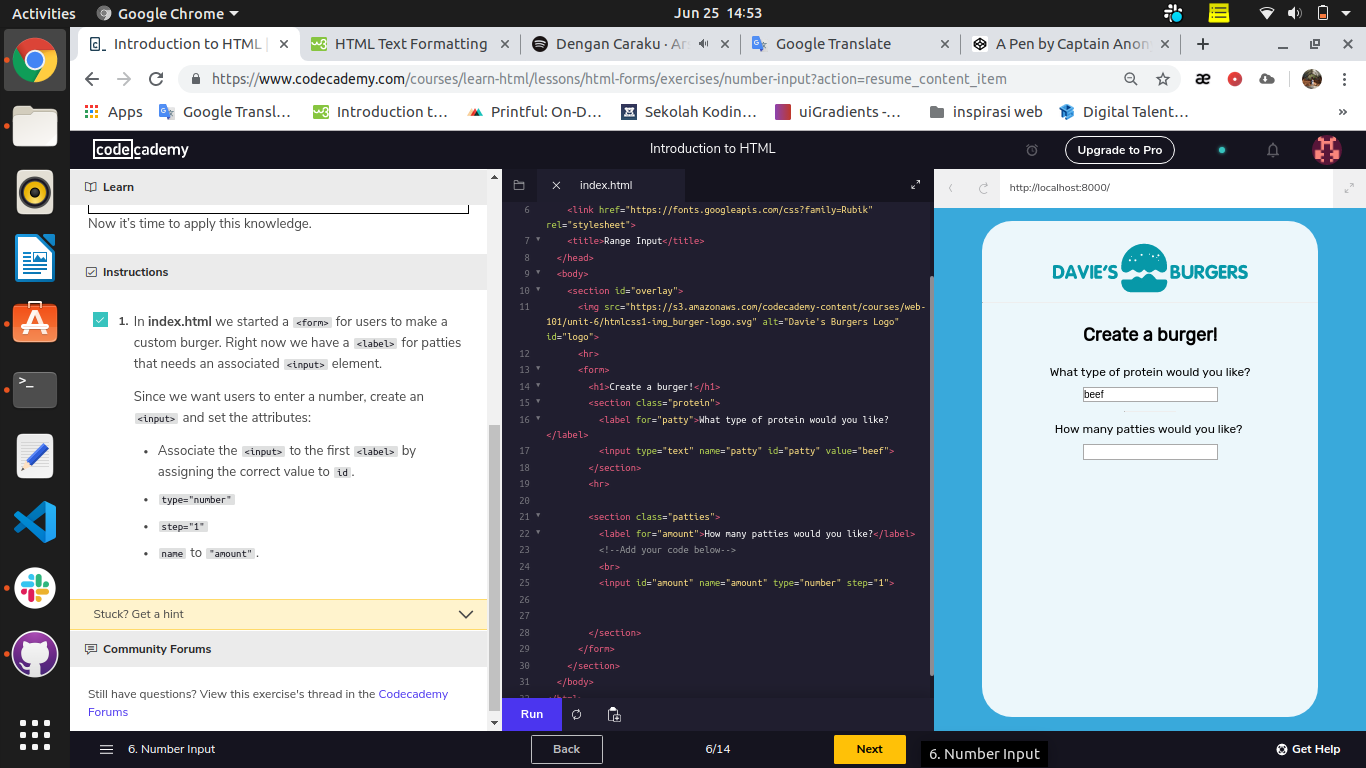 Activities
Google Chrome
Jun 25 14:53
Introduction to HTML |
HTML Text Formatting
Dengan Caraku · Ar
Google Translate
A Pen by Captain Anon
https://www.codecademy.com/courses/learn-html/lessons/html-forms/exercises/number-input?action=resume_content_item
Apps
Google Transl…
Introduction t…
Printful: On-D…
Sekolah Kodin…
uiGradients -…
inspirasi web
Digital Talent…
codecademy
Introduction to HTML
Upgrade to Pro
Learn
Now it's time to apply this knowledge.
Instructions
1. In index.html we started a <form> for users to make a
custom burger. Right now we have a <label> for patties
that needs an associated <input> element.
Since we want users to enter a number, create an
<input> and set the attributes:
• Associate the <input> to the first <label> by
assigning the correct value to id.
• type="number"
• step="1"
• name to "amount".
Stuck? Get a hint
Community Forums
Still have questions? View this exercise's thread in the Codecademy
Forums
index.html
6 <link href="https://fonts.googleapis.com/css?family=Rubik"
rel="stylesheet">
7 <title>Range Input</title>
8 </head>
9 <body>
10 <section id="overlay">
11 <img src="https://s3.amazonaws.com/codecademy-content/courses/web-
101/unit-6/htmlcss1-img_burger-logo.svg" alt="Davie's Burgers Logo"
id="logo">
12 <hr>
13 <form>
14 <h1>Create a burger!</h1>
15 <section class="protein">
16 <label for="patty">What type of protein would you like?
</label>
17 <input type="text" name="patty" id="patty" value="beef">
18 </section>
19 <hr>
20
21 <section class="patties">
22 <label for="amount">How many patties would you like?</label>
23 <!--Add your code below-->
24 <br>
25 <input id="amount" name="amount" type="number" step="1">
26
27
28 </section>
29 </form>
30 </section>
31 </body>
Run
http://localhost:8000/
DAVIE'S BURGERS
Create a burger!
What type of protein would you like?
beef
How many patties would you like?
6. Number Input
Back
6/14
Next
6. Number Input
Get Help